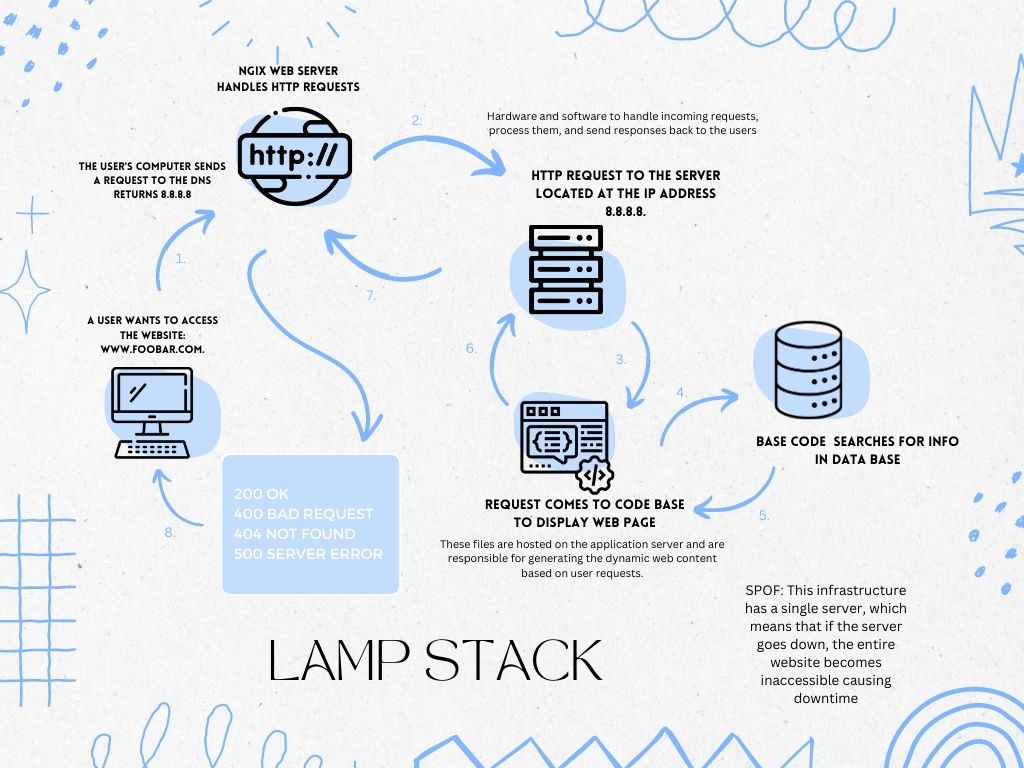 NGIX WEB SERVER
HANDLES HTTP REQUESTS
http://
THE USER'S COMPUTER SENDS
A REQUEST TO THE DNS
RETURNS 8.8.8.8
1.
2.
Hardware and software to handle incoming requests,
process them, and send responses back to the users
HTTP REQUEST TO THE SERVER
LOCATED AT THE IP ADDRESS
8.8.8.8.
7.
A USER WANTS TO ACCESS
THE WEBSITE:
WWW.FOOBAR.COM.
6.
3.
4.
BASE CODE SEARCHES FOR INFO
IN DATA BASE
5.
REQUEST COMES TO CODE BASE
TO DISPLAY WEB PAGE
These files are hosted on the application server and are
responsible for generating the dynamic web content
based on user requests.
200 OK
400 BAD REQUEST
404 NOT FOUND
500 SERVER ERROR
8.
SPOF: This infrastructure
has a single server, which
means that if the server
goes down, the entire
website becomes
inaccessible causing
downtime
LAMP STACK